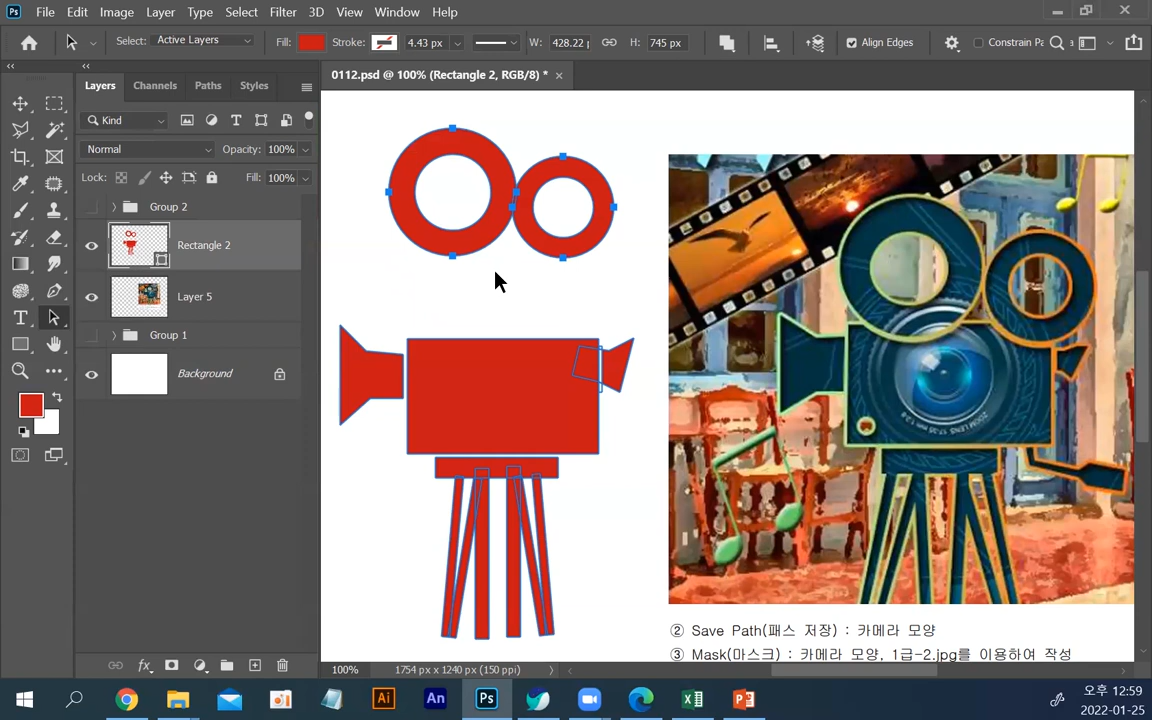 Ps File Edit Image Layer Type Select Filter 3D View Window Help
Select: Active Layers Fill: Stroke: 4.43 px W: 428.22 H: 745 px Align Edges Constrain Pa
0112.psd @ 100% (Rectangle 2, RGB/8) * ×
Layers Channels Paths Styles
Kind
Normal Opacity: 100%
Lock: Fill: 100%
Group 2
Rectangle 2
Layer 5
Group 1
Background
ZOOM LENS
② Save Path(패스 저장) : 카메라 모양
③ Mask(마스크) : 카메라 모양, 1급-2.jpg를 이용하여 작성
100% 1754 px x 1240 px (150 ppi)
Ai An Ps
오후 12:59
2022-01-25